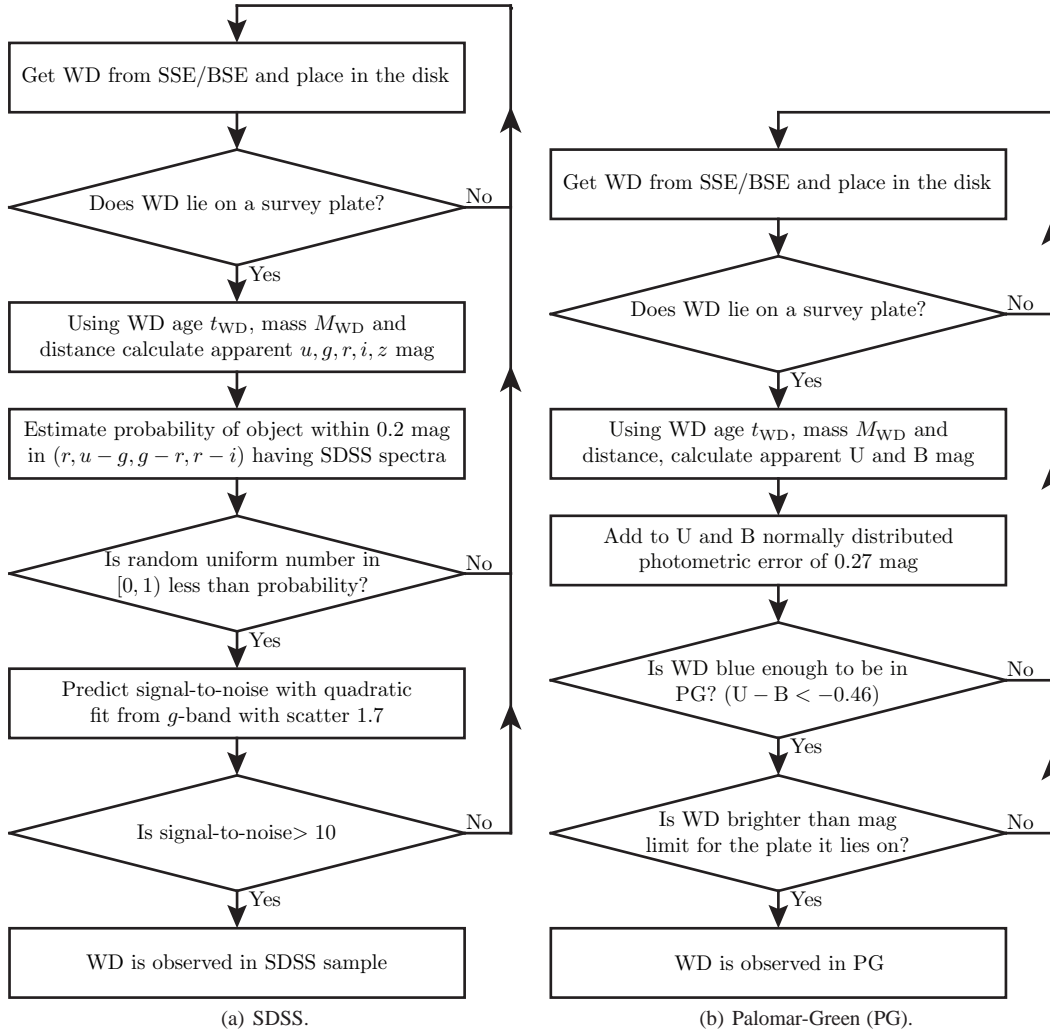 Get WD from SSE/BSE and place in the disk
Does WD lie on a survey plate?
No
Yes
Using WD age t_WD, mass M_WD and
distance calculate apparent u, g, r, i, z mag
Estimate probability of object within 0.2 mag
in (r, u − g, g − r, r − i) having SDSS spectra
Is random uniform number in
[0, 1) less than probability?
No
Yes
Predict signal-to-noise with quadratic
fit from g-band with scatter 1.7
Is signal-to-noise> 10
No
Yes
WD is observed in SDSS sample
(a) SDSS.
Get WD from SSE/BSE and place in the disk
Does WD lie on a survey plate?
No
Yes
Using WD age t_WD, mass M_WD and
distance, calculate apparent U and B mag
Add to U and B normally distributed
photometric error of 0.27 mag
Is WD blue enough to be in
PG? (U − B < −0.46)
No
Yes
Is WD brighter than mag
limit for the plate it lies on?
No
Yes
WD is observed in PG
(b) Palomar-Green (PG).